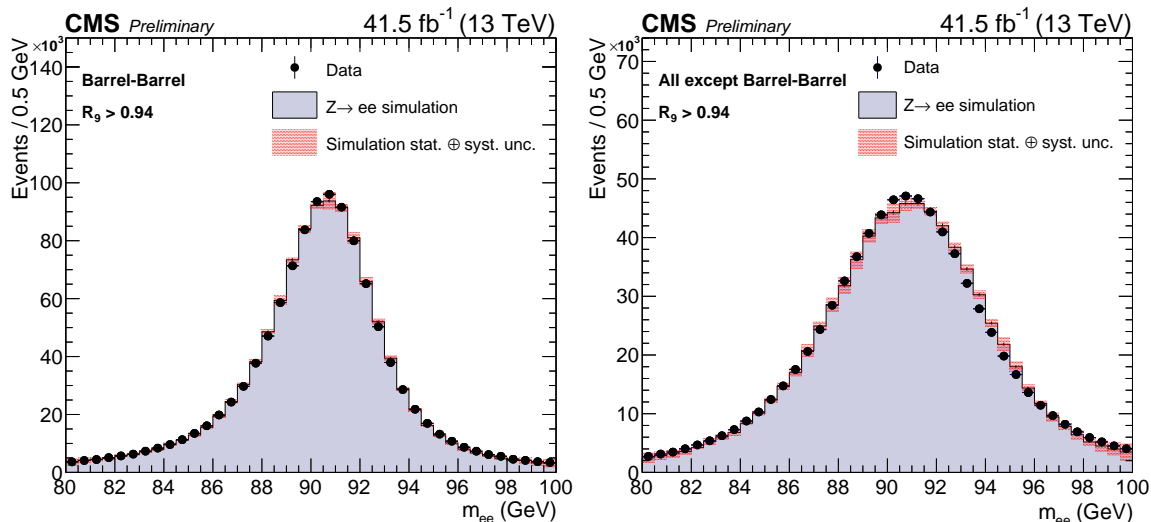 CMS Preliminary 41.5 fb⁻¹ (13 TeV)
×10³
Events / 0.5 GeV
140
120
100
80
60
40
20
0
Barrel-Barrel
R₉ > 0.94
Data
Z→ ee simulation
Simulation stat. ⊕ syst. unc.
80 82 84 86 88 90 92 94 96 98 100
mₑₑ (GeV)
CMS Preliminary 41.5 fb⁻¹ (13 TeV)
×10³
Events / 0.5 GeV
70
60
50
40
30
20
10
0
All except Barrel-Barrel
R₉ > 0.94
Data
Z→ ee simulation
Simulation stat. ⊕ syst. unc.
80 82 84 86 88 90 92 94 96 98 100
mₑₑ (GeV)